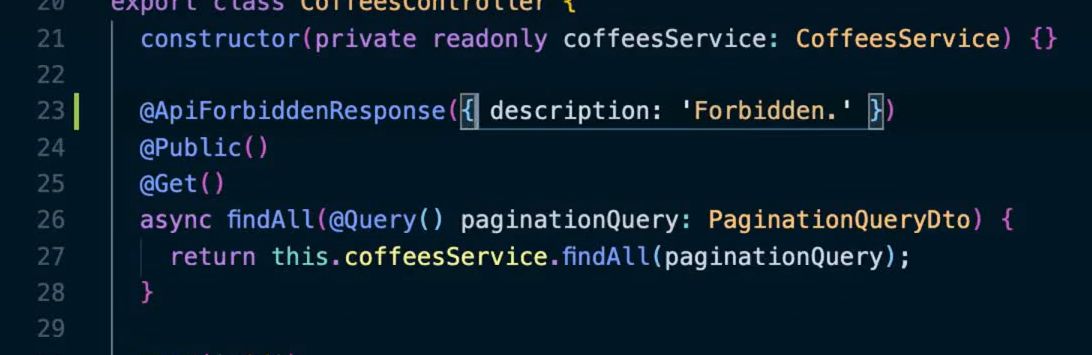 20 export class CoffeesController {
21 constructor(private readonly coffeesService: CoffeesService) {}
22
23 @ApiForbiddenResponse({ description: 'Forbidden.' })
24 @Public()
25 @Get()
26 async findAll(@Query() paginationQuery: PaginationQueryDto) {
27 return this.coffeesService.findAll(paginationQuery);
28 }
29